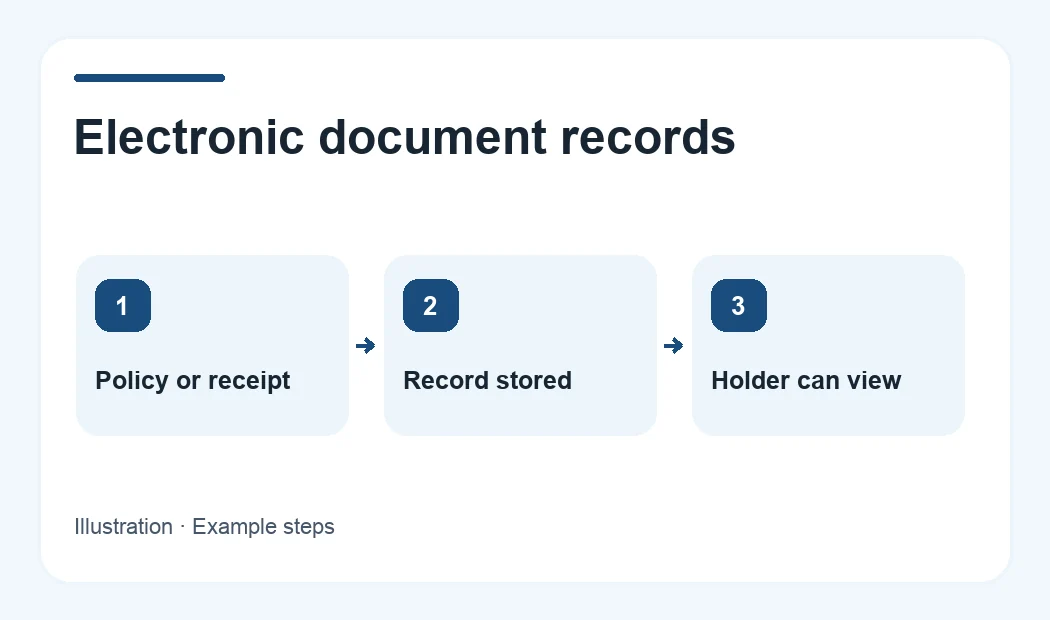 Electronic document records
1
Policy or receipt
2
Record stored
3
Holder can view
Illustration · Example steps